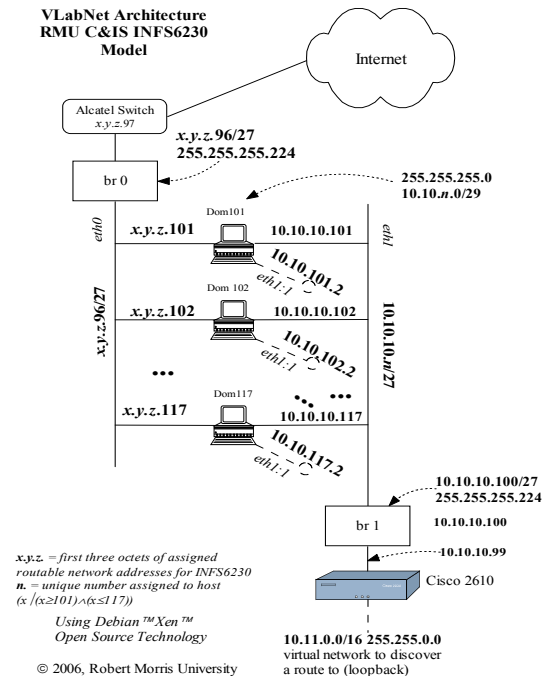 VLabNet Architecture
RMU C&IS INFS6230
Model
Internet
Alcatel Switch
x.y.z.97
x.y.z.96/27
255.255.255.224
br 0
255.255.255.0
10.10.n.0/29
eth0
eth1
x.y.z.101
Dom101
10.10.10.101
10.10.101.2
eth1:1
x.y.z.96/27
10.10.10.n/27
x.y.z.102
Dom 102
10.10.10.102
10.10.102.2
eth1:1
...
... ...
x.y.z.117
Dom117
10.10.10.117
10.10.117.2
eth1:1
10.10.10.100/27
255.255.255.224
br 1
10.10.10.100
10.10.10.99
Cisco 2610
x.y.z. = first three octets of assigned
routable network addresses for INFS6230
n. = unique number assigned to host
(x /(x≥101)∧(x≤117))
Using Debian™Xen™
Open Source Technology
10.11.0.0/16 255.255.0.0
virtual network to discover
a route to (loopback)
© 2006, Robert Morris University